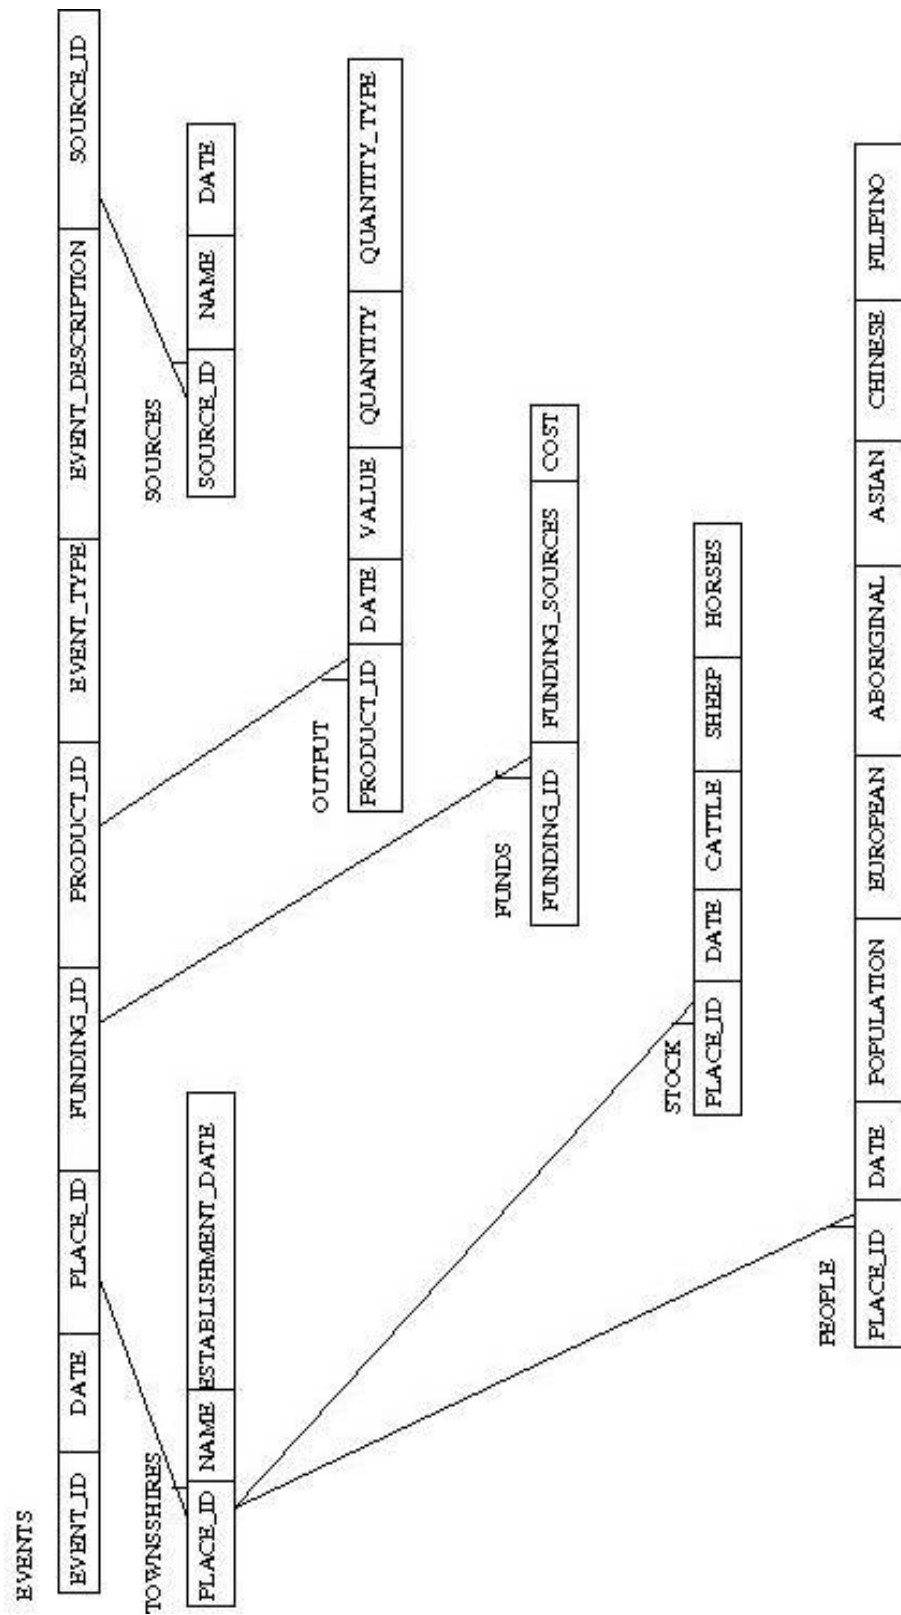 EVENTS
EVENT_ID DATE PLACE_ID FUNDING_ID PRODUCT_ID EVENT_TYPE EVENT_DESCRIPTION SOURCE_ID
TOWNSSHIRES
PLACE_ID NAME ESTABLISHMENT_DATE
SOURCES
SOURCE_ID NAME DATE
OUTPUT
PRODUCT_ID DATE VALUE QUANTITY QUANTITY_TYPE
FUNDS
FUNDING_ID FUNDING_SOURCES COST
STOCK
PLACE_ID DATE CATTLE SHEEP HORSES
PEOPLE
PLACE_ID DATE POPULATION EUROPEAN ABORIGINAL ASIAN CHINESE FILIPINO